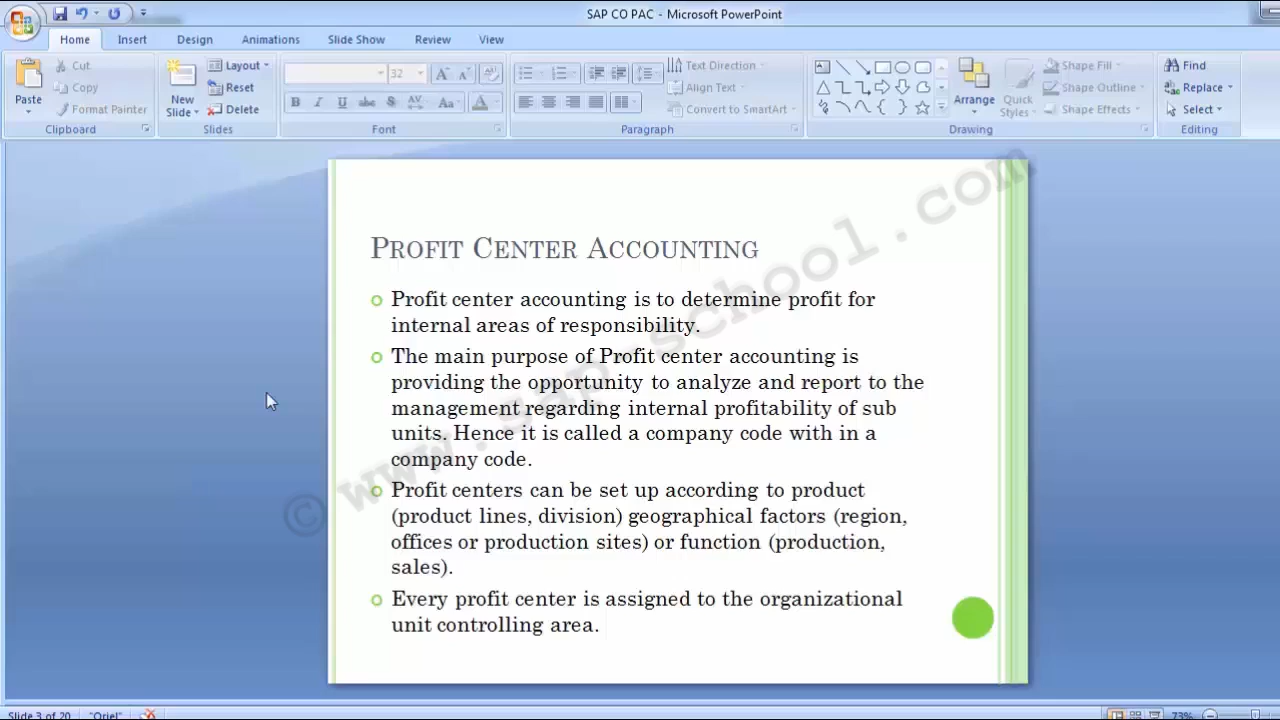 SAP CO PAC - Microsoft PowerPoint
Home Insert Design Animations Slide Show Review View
Cut
Copy
Format Painter
Paste
Clipboard
New Slide
Layout
Reset
Delete
Slides
32
Font
Text Direction
Align Text
Convert to SmartArt
Paragraph
Arrange
Quick Styles
Shape Fill
Shape Outline
Shape Effects
Drawing
Find
Replace
Select
Editing
PROFIT CENTER ACCOUNTING
Profit center accounting is to determine profit for
internal areas of responsibility.
The main purpose of Profit center accounting is
providing the opportunity to analyze and report to the
management regarding internal profitability of sub
units. Hence it is called a company code with in a
company code.
Profit centers can be set up according to product
(product lines, division) geographical factors (region,
offices or production sites) or function (production,
sales).
Every profit center is assigned to the organizational
unit controlling area.
© www.sap-school.com
Slide 3 of 20 "Oriel" 73%